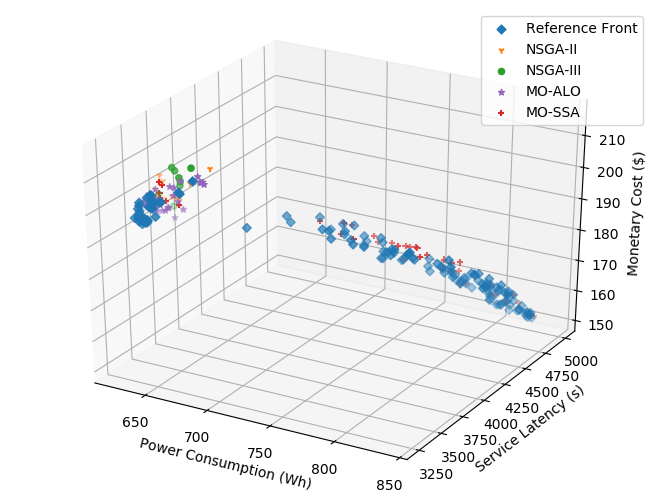 Reference Front
NSGA-II
NSGA-III
MO-ALO
MO-SSA
210
200
190
180
170
160
150
Monetary Cost ($)
5000
4750
4500
4250
4000
3750
3500
3250
Service Latency (s)
650
700
750
800
850
Power Consumption (Wh)